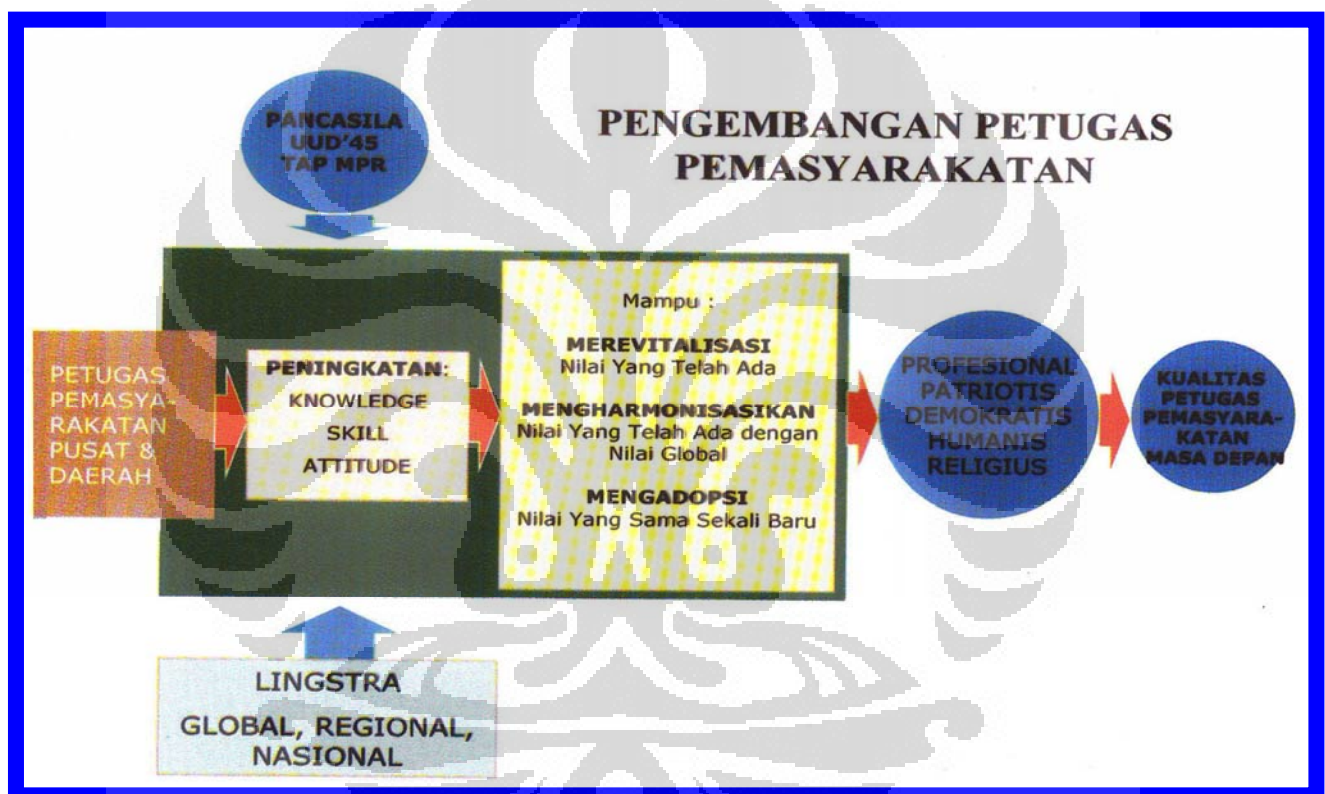 PENGEMBANGAN PETUGAS
PEMASYARAKATAN
PANCASILA
UUD'45
TAP MPR
PETUGAS
PEMASYA-
RAKATAN
PUSAT &
DAERAH
PENINGKATAN:
KNOWLEDGE
SKILL
ATTITUDE
Mampu :
MEREVITALISASI
Nilai Yang Telah Ada
MENGHARMONISASIKAN
Nilai Yang Telah Ada dengan
Nilai Global
MENGADOPSI
Nilai Yang Sama Sekali Baru
PROFESIONAL
PATRIOTIS
DEMOKRATIS
HUMANIS
RELIGIUS
KUALITAS
PETUGAS
PEMASYARA-
KATAN
MASA DEPAN
LINGSTRA
GLOBAL, REGIONAL,
NASIONAL